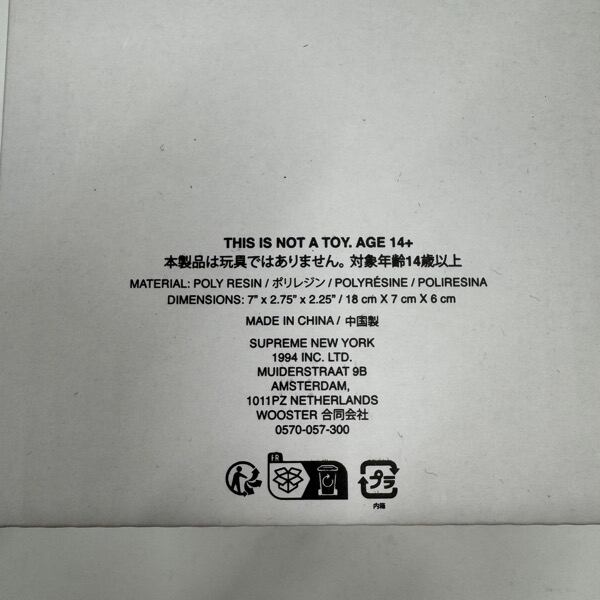 THIS IS NOT A TOY. AGE 14+
本製品は玩具ではありません。対象年齢14歳以上
MATERIAL: POLY RESIN / ポリレジン / POLYRÉSINE / POLIRESINA
DIMENSIONS: 7" x 2.75" x 2.25" / 18 cm X 7 cm X 6 cm
MADE IN CHINA / 中国製
SUPREME NEW YORK
1994 INC. LTD.
MUIDERSTRAAT 9B
AMSTERDAM,
1011PZ NETHERLANDS
WOOSTER 合同会社
0570-057-300
FR
プラ
内箱